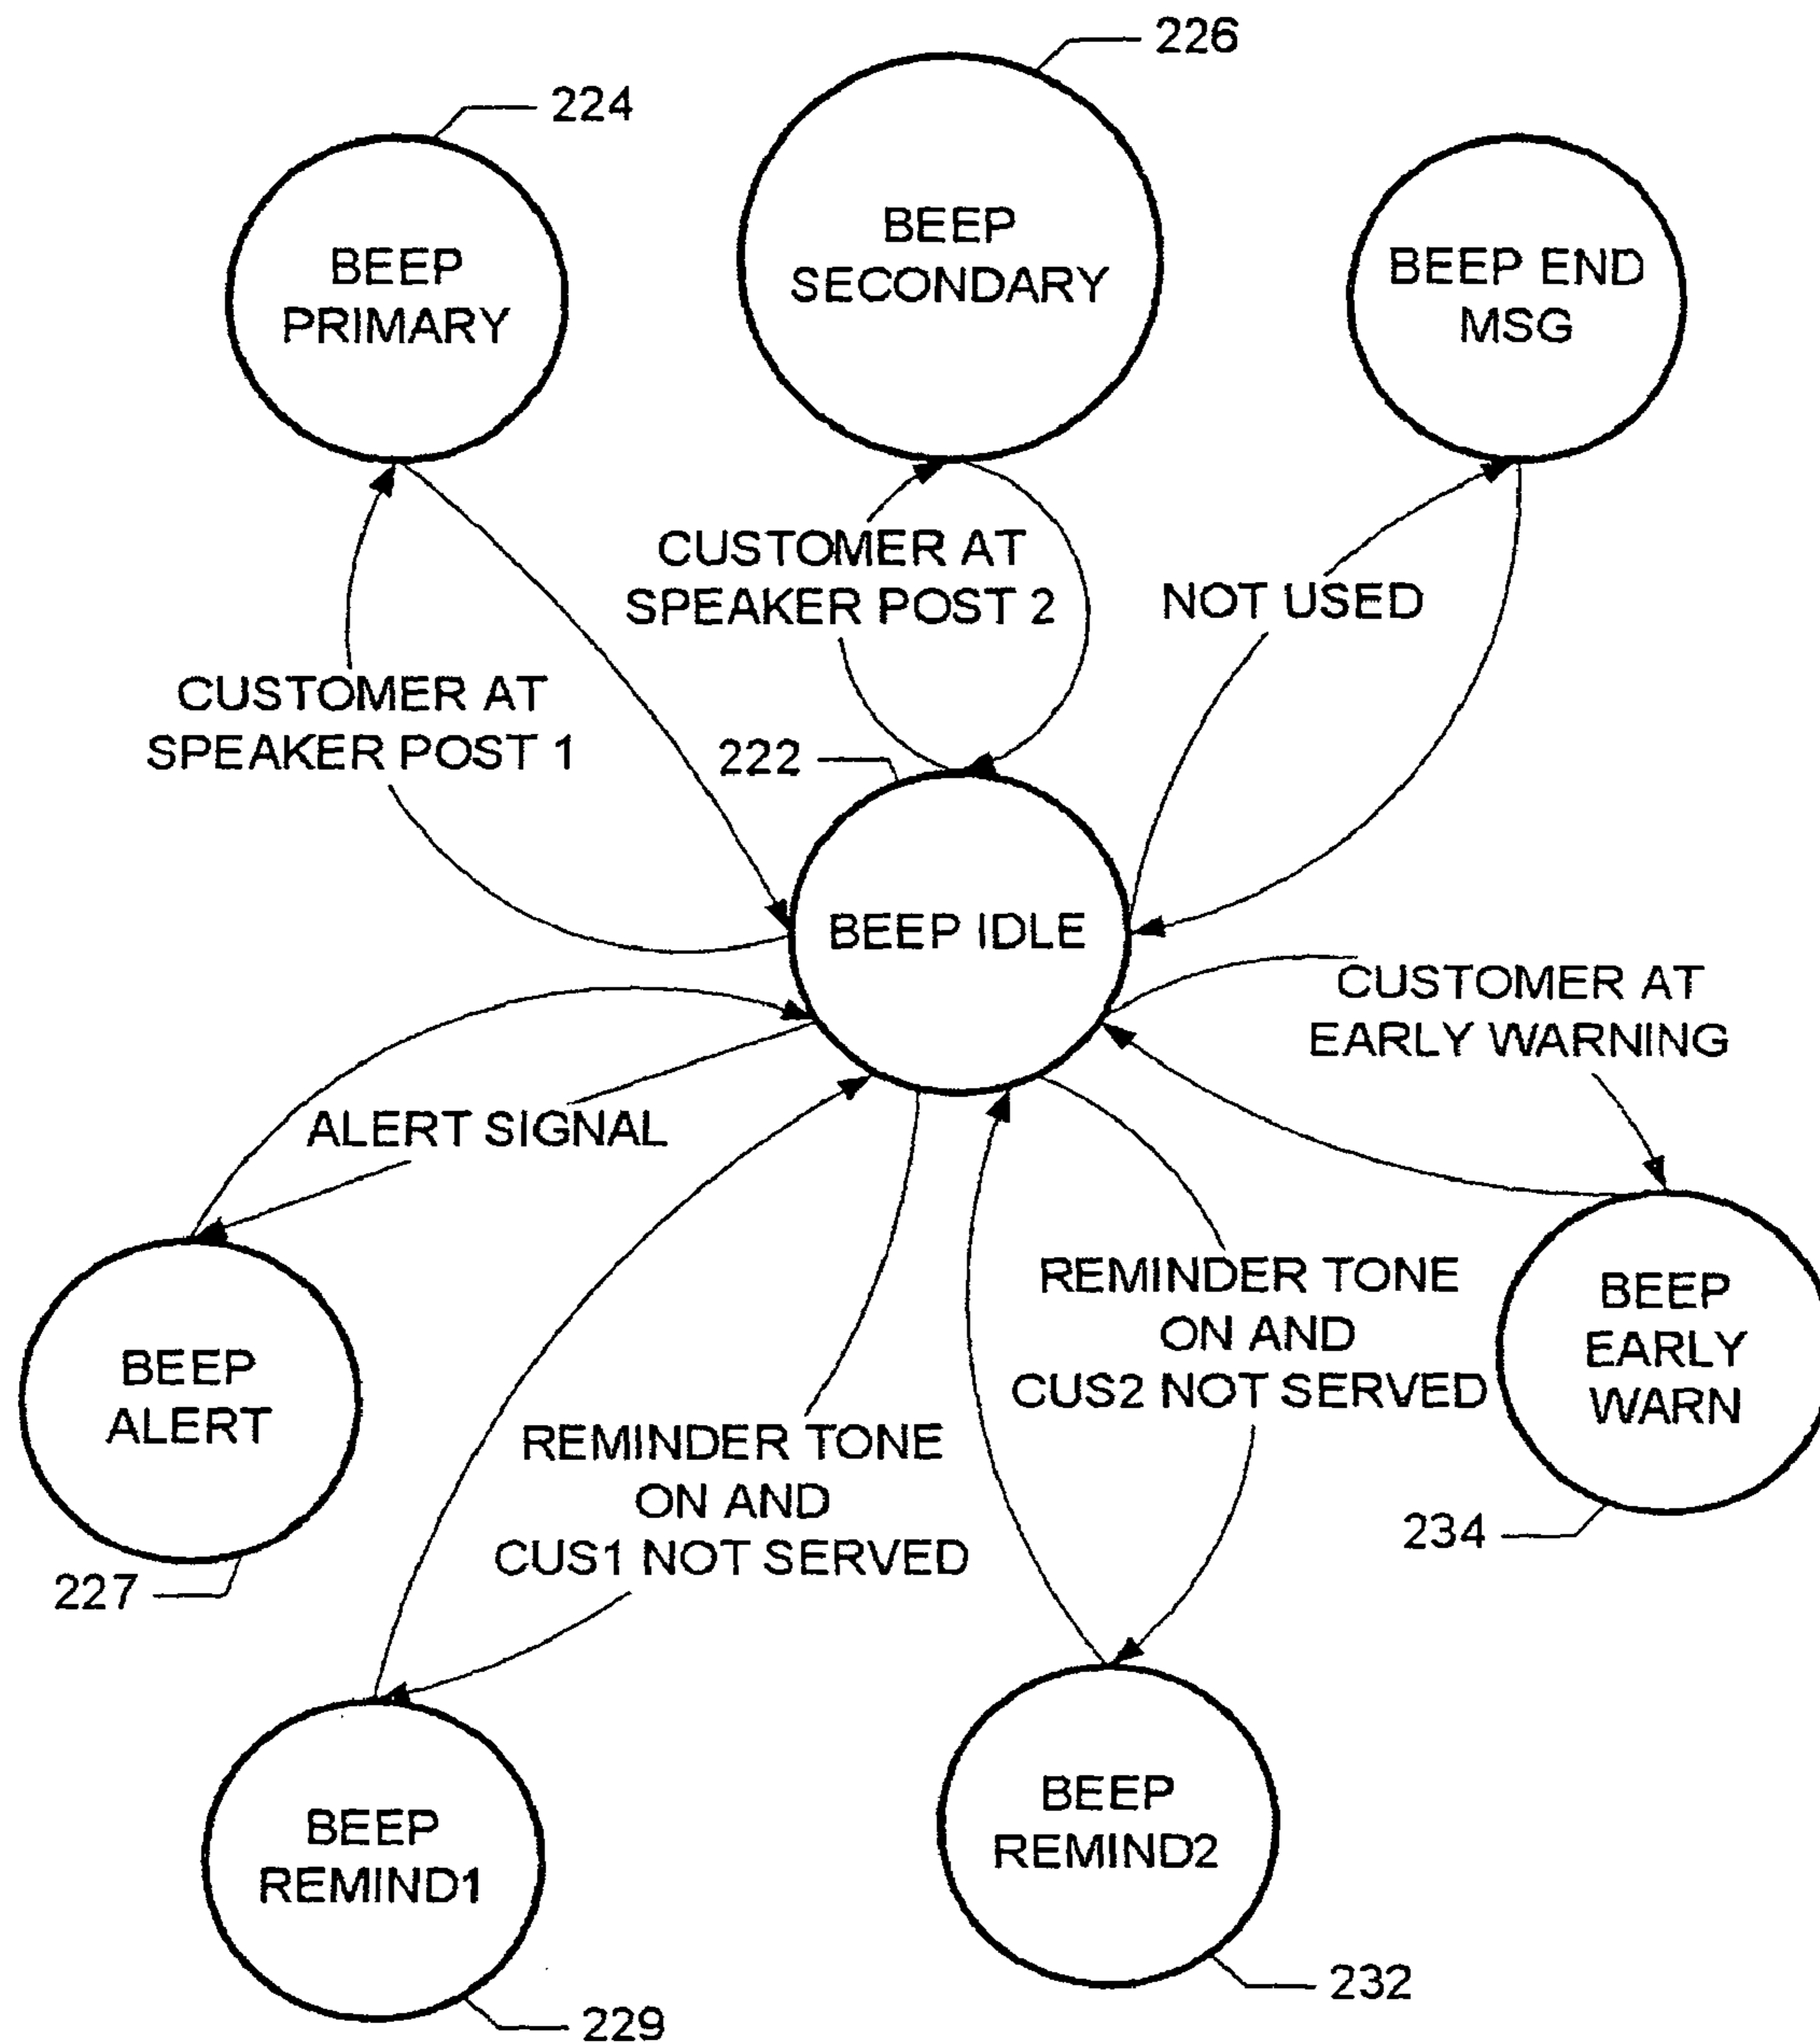 226
224
BEEP
PRIMARY
BEEP
SECONDARY
BEEP END
MSG
CUSTOMER AT
SPEAKER POST 2
NOT USED
CUSTOMER AT
SPEAKER POST 1
222
BEEP IDLE
CUSTOMER AT
EARLY WARNING
ALERT SIGNAL
REMINDER TONE
ON AND
CUS2 NOT SERVED
BEEP
EARLY
WARN
BEEP
ALERT
REMINDER TONE
ON AND
CUS1 NOT SERVED
234
227
BEEP
REMIND1
BEEP
REMIND2
232
229